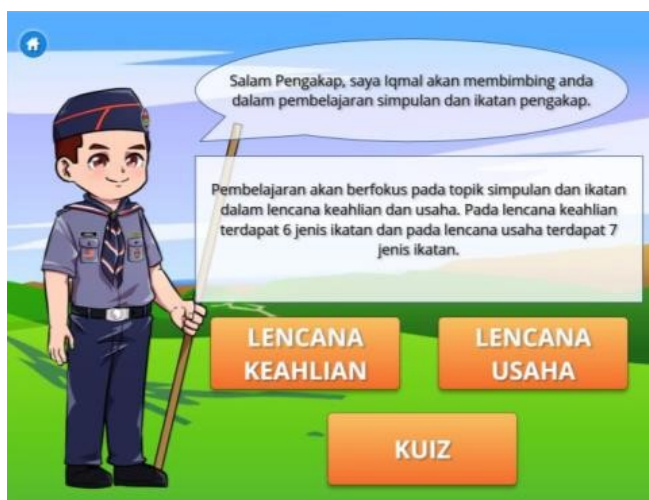 Salam Pengakap, saya Iqmal akan membimbing anda
dalam pembelajaran simpulan dan ikatan pengakap.
Pembelajaran akan berfokus pada topik simpulan dan ikatan
dalam lencana keahlian dan usaha. Pada lencana keahlian
terdapat 6 jenis ikatan dan pada lencana usaha terdapat 7
jenis ikatan.
LENCANA
KEAHLIAN
LENCANA
USAHA
KUIZ